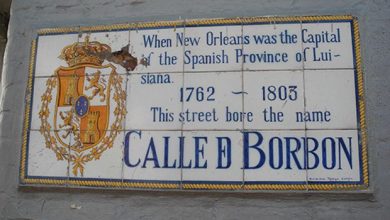 When New Orleans was the Capital
of the Spanish Province of Lui-
siana.
1762 ~ 1803
This street bore the name
CALLE D BORBON